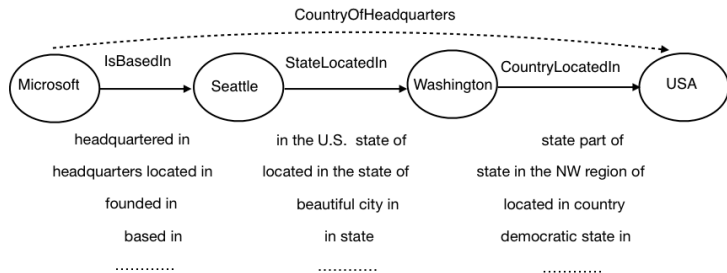 CountryOfHeadquarters
IsBasedIn
StateLocatedIn
CountryLocatedIn
Microsoft
Seattle
Washington
USA
headquartered in
headquarters located in
founded in
based in
............
in the U.S. state of
located in the state of
beautiful city in
in state
............
state part of
state in the NW region of
located in country
democratic state in
............